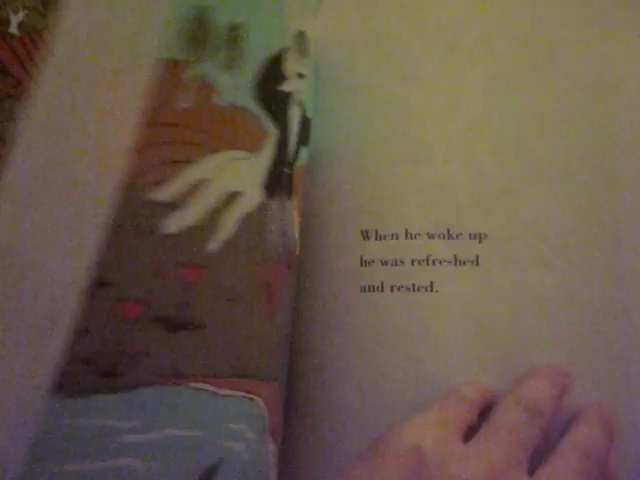 When he woke up
he was refreshed
and rested.